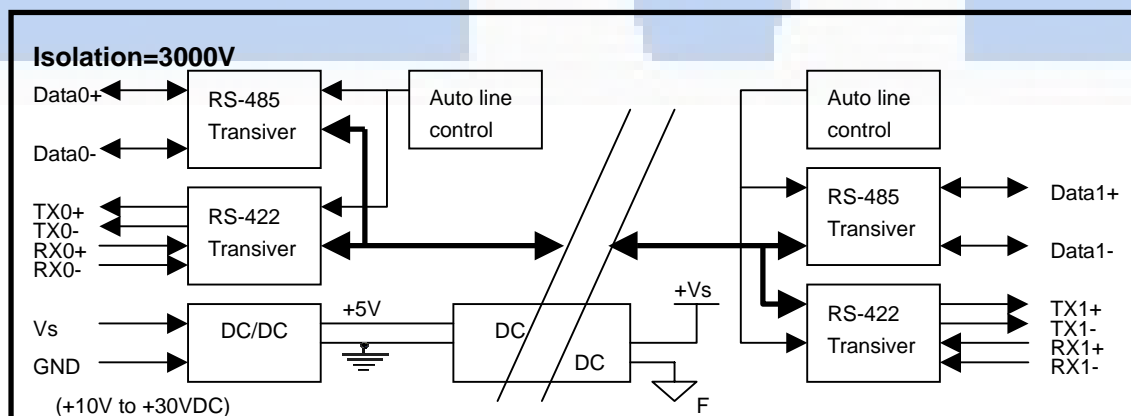 Isolation=3000V
Data0+
Data0-
RS-485
Transiver
Auto line
control
TX0+
TX0-
RX0+
RX0-
RS-422
Transiver
Vs
GND
(+10V to +30VDC)
DC/DC
+5V
DC
DC
+Vs
F
Auto line
control
RS-485
Transiver
Data1+
Data1-
RS-422
Transiver
TX1+
TX1-
RX1+
RX1-